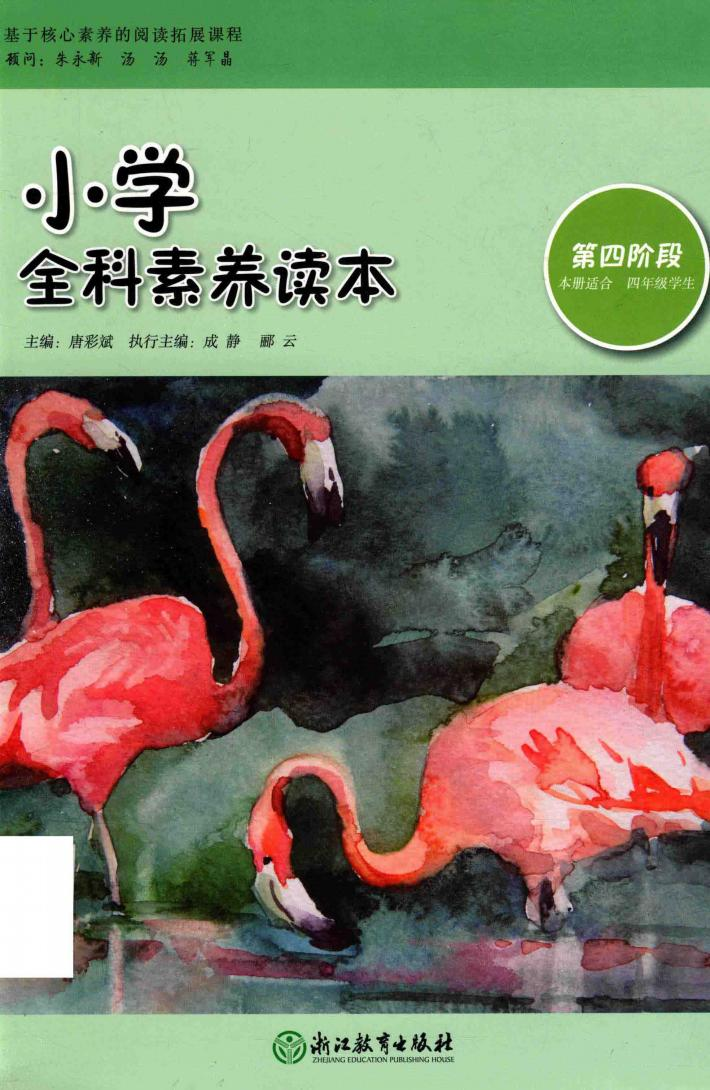 基于核心素养的阅读拓展课程
顾问：朱永新 汤 汤 蒋军晶
小学
全科素养读本
第四阶段
本册适合 四年级学生
主编：唐彩斌 执行主编：成 静 郦 云
浙江教育出版社
ZHEJIANG EDUCATION PUBLISHING HOUSE